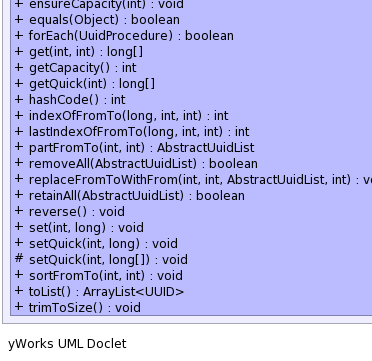 + ensureCapacity(int) : void
+ equals(Object) : boolean
+ forEach(UuidProcedure) : boolean
+ get(int, int) : long[]
+ getCapacity() : int
+ getQuick(int) : long[]
+ hashCode() : int
+ indexOfFromTo(long, int, int) : int
+ lastIndexOfFromTo(long, int, int) : int
+ partFromTo(int, int) : AbstractUuidList
+ removeAll(AbstractUuidList) : boolean
+ replaceFromToWithFrom(int, int, AbstractUuidList, int) : vo
+ retainAll(AbstractUuidList) : boolean
+ reverse() : void
+ set(int, long) : void
+ setQuick(int, long) : void
# setQuick(int, long[]) : void
+ sortFromTo(int, int) : void
+ toList() : ArrayList<UUID>
+ trimToSize() : void
yWorks UML Doclet